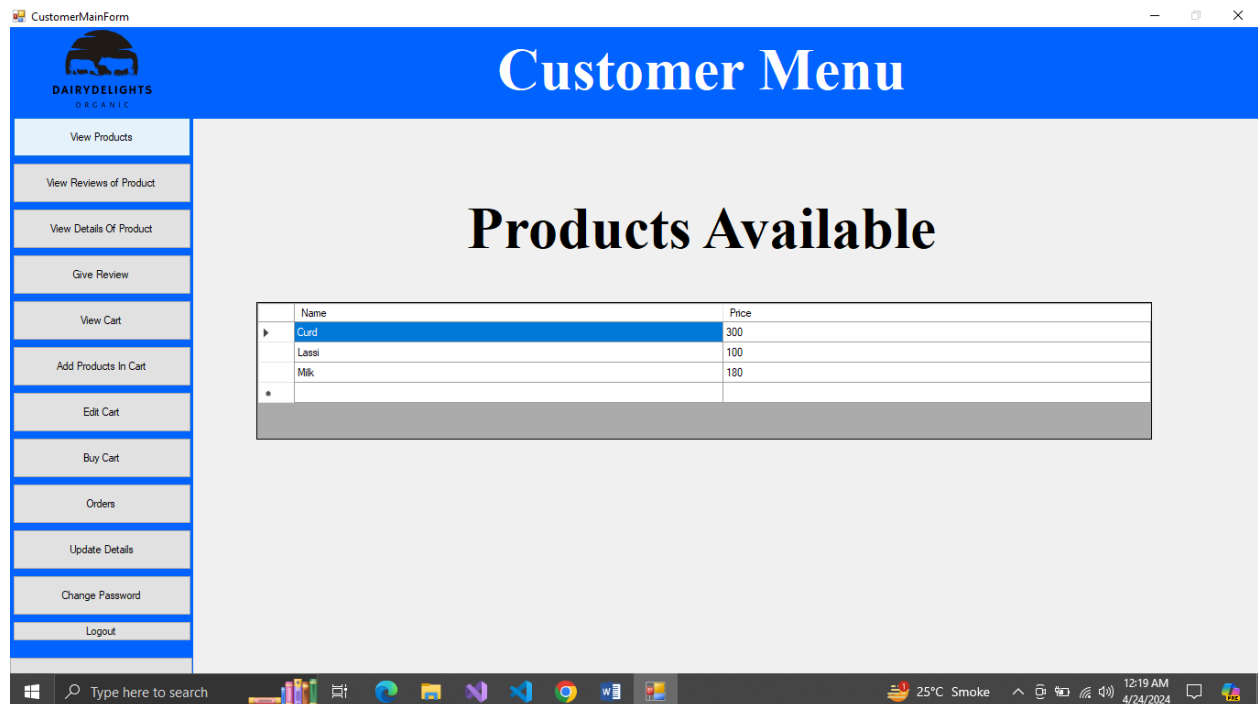 CustomerMainForm
DAIRYDELIGHTS
ORGANIC
Customer Menu
View Products
View Reviews of Product
View Details Of Product
Give Review
View Cart
Add Products In Cart
Edit Cart
Buy Cart
Orders
Update Details
Change Password
Logout
Products Available
Name Price
Curd 300
Lassi 100
Milk 180
Type here to search
1
25°C Smoke
12:19 AM
4/24/2024
PRE